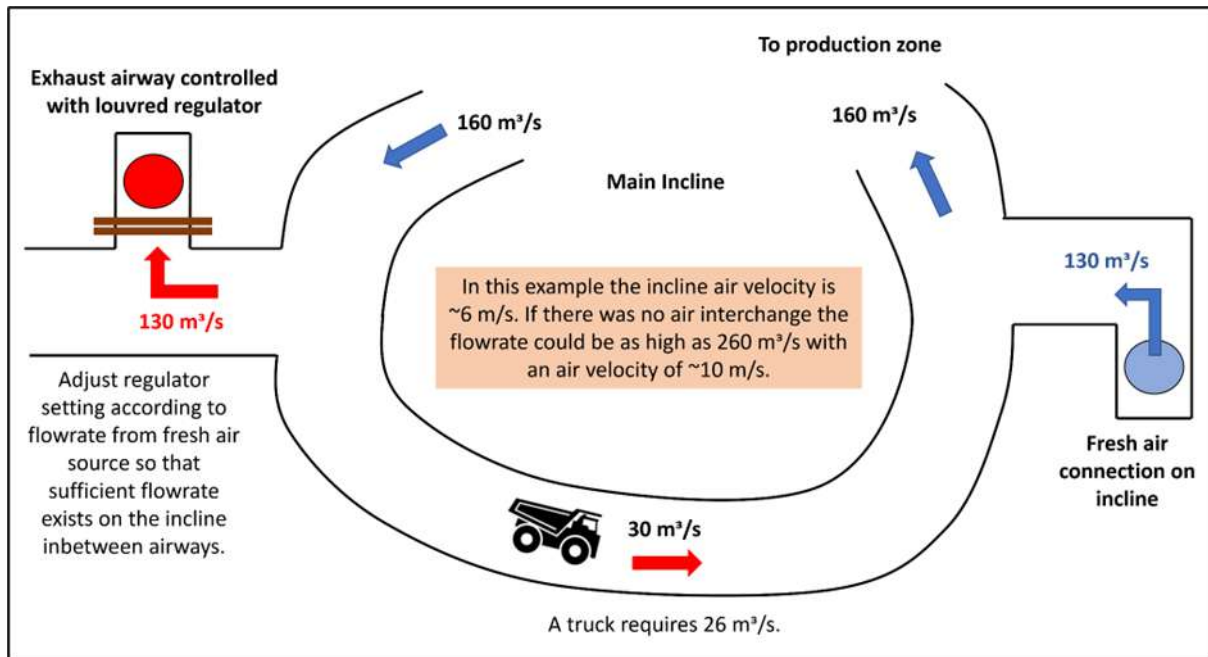 To production zone
Exhaust airway controlled
with louvred regulator
160 m³/s
160 m³/s
Main Incline
130 m³/s
130 m³/s
In this example the incline air velocity is
~6 m/s. If there was no air interchange the
flowrate could be as high as 260 m³/s with
an air velocity of ~10 m/s.
Adjust regulator
setting according to
flowrate from fresh air
source so that
sufficient flowrate
exists on the incline
inbetween airways.
Fresh air
connection on
incline
30 m³/s
A truck requires 26 m³/s.